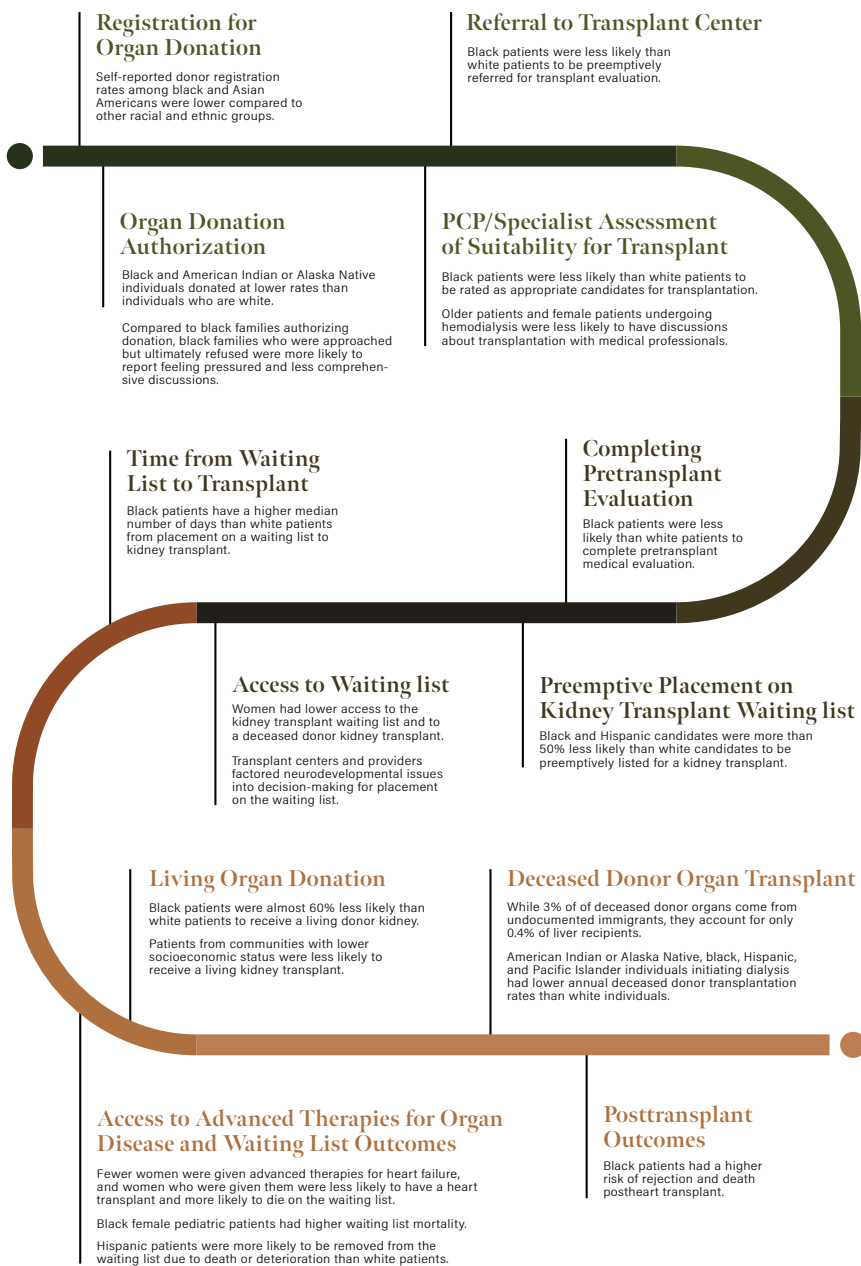 Registration for
Organ Donation
Self-reported donor registration
rates among black and Asian
Americans were lower compared to
other racial and ethnic groups.
Referral to Transplant Center
Black patients were less likely than
white patients to be preemptively
referred for transplant evaluation.
Organ Donation
Authorization
Black and American Indian or Alaska Native
individuals donated at lower rates than
individuals who are white.
Compared to black families authorizing
donation, black families who were approached
but ultimately refused were more likely to
report feeling pressured and less comprehen-
sive discussions.
PCP/Specialist Assessment
of Suitability for Transplant
Black patients were less likely than white patients to
be rated as appropriate candidates for transplantation.
Older patients and female patients undergoing
hemodialysis were less likely to have discussions
about transplantation with medical professionals.
Time from Waiting
List to Transplant
Black patients have a higher median
number of days than white patients
from placement on a waiting list to
kidney transplant.
Completing
Pretransplant
Evaluation
Black patients were less
likely than white patients to
complete pretransplant
medical evaluation.
Access to Waiting list
Women had lower access to the
kidney transplant waiting list and to
a deceased donor kidney transplant.
Transplant centers and providers
factored neurodevelopmental issues
into decision-making for placement
on the waiting list.
Preemptive Placement on
Kidney Transplant Waiting list
Black and Hispanic candidates were more than
50% less likely than white candidates to be
preemptively listed for a kidney transplant.
Living Organ Donation
Black patients were almost 60% less likely than
white patients to receive a living donor kidney.
Patients from communities with lower
socioeconomic status were less likely to
receive a living kidney transplant.
Deceased Donor Organ Transplant
While 3% of of deceased donor organs come from
undocumented immigrants, they account for only
0.4% of liver recipients.
American Indian or Alaska Native, black, Hispanic,
and Pacific Islander individuals initiating dialysis
had lower annual deceased donor transplantation
rates than white individuals.
Access to Advanced Therapies for Organ
Disease and Waiting List Outcomes
Fewer women were given advanced therapies for heart failure,
and women who were given them were less likely to have a heart
transplant and more likely to die on the waiting list.
Black female pediatric patients had higher waiting list mortality.
Hispanic patients were more likely to be removed from the
waiting list due to death or deterioration than white patients.
Posttransplant
Outcomes
Black patients had a higher
risk of rejection and death
postheart transplant.